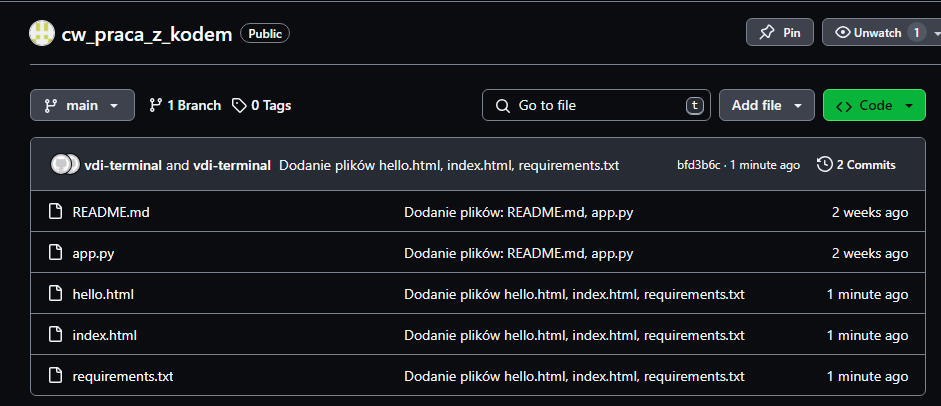 cw_praca_z_kodem Public Pin Unwatch 1
main 1 Branch 0 Tags Go to file t Add file <> Code
vdi-terminal and vdi-terminal Dodanie plików hello.html, index.html, requirements.txt bfd3b6c · 1 minute ago 2 Commits
README.md Dodanie plików: README.md, app.py 2 weeks ago
app.py Dodanie plików: README.md, app.py 2 weeks ago
hello.html Dodanie plików hello.html, index.html, requirements.txt 1 minute ago
index.html Dodanie plików hello.html, index.html, requirements.txt 1 minute ago
requirements.txt Dodanie plików hello.html, index.html, requirements.txt 1 minute ago